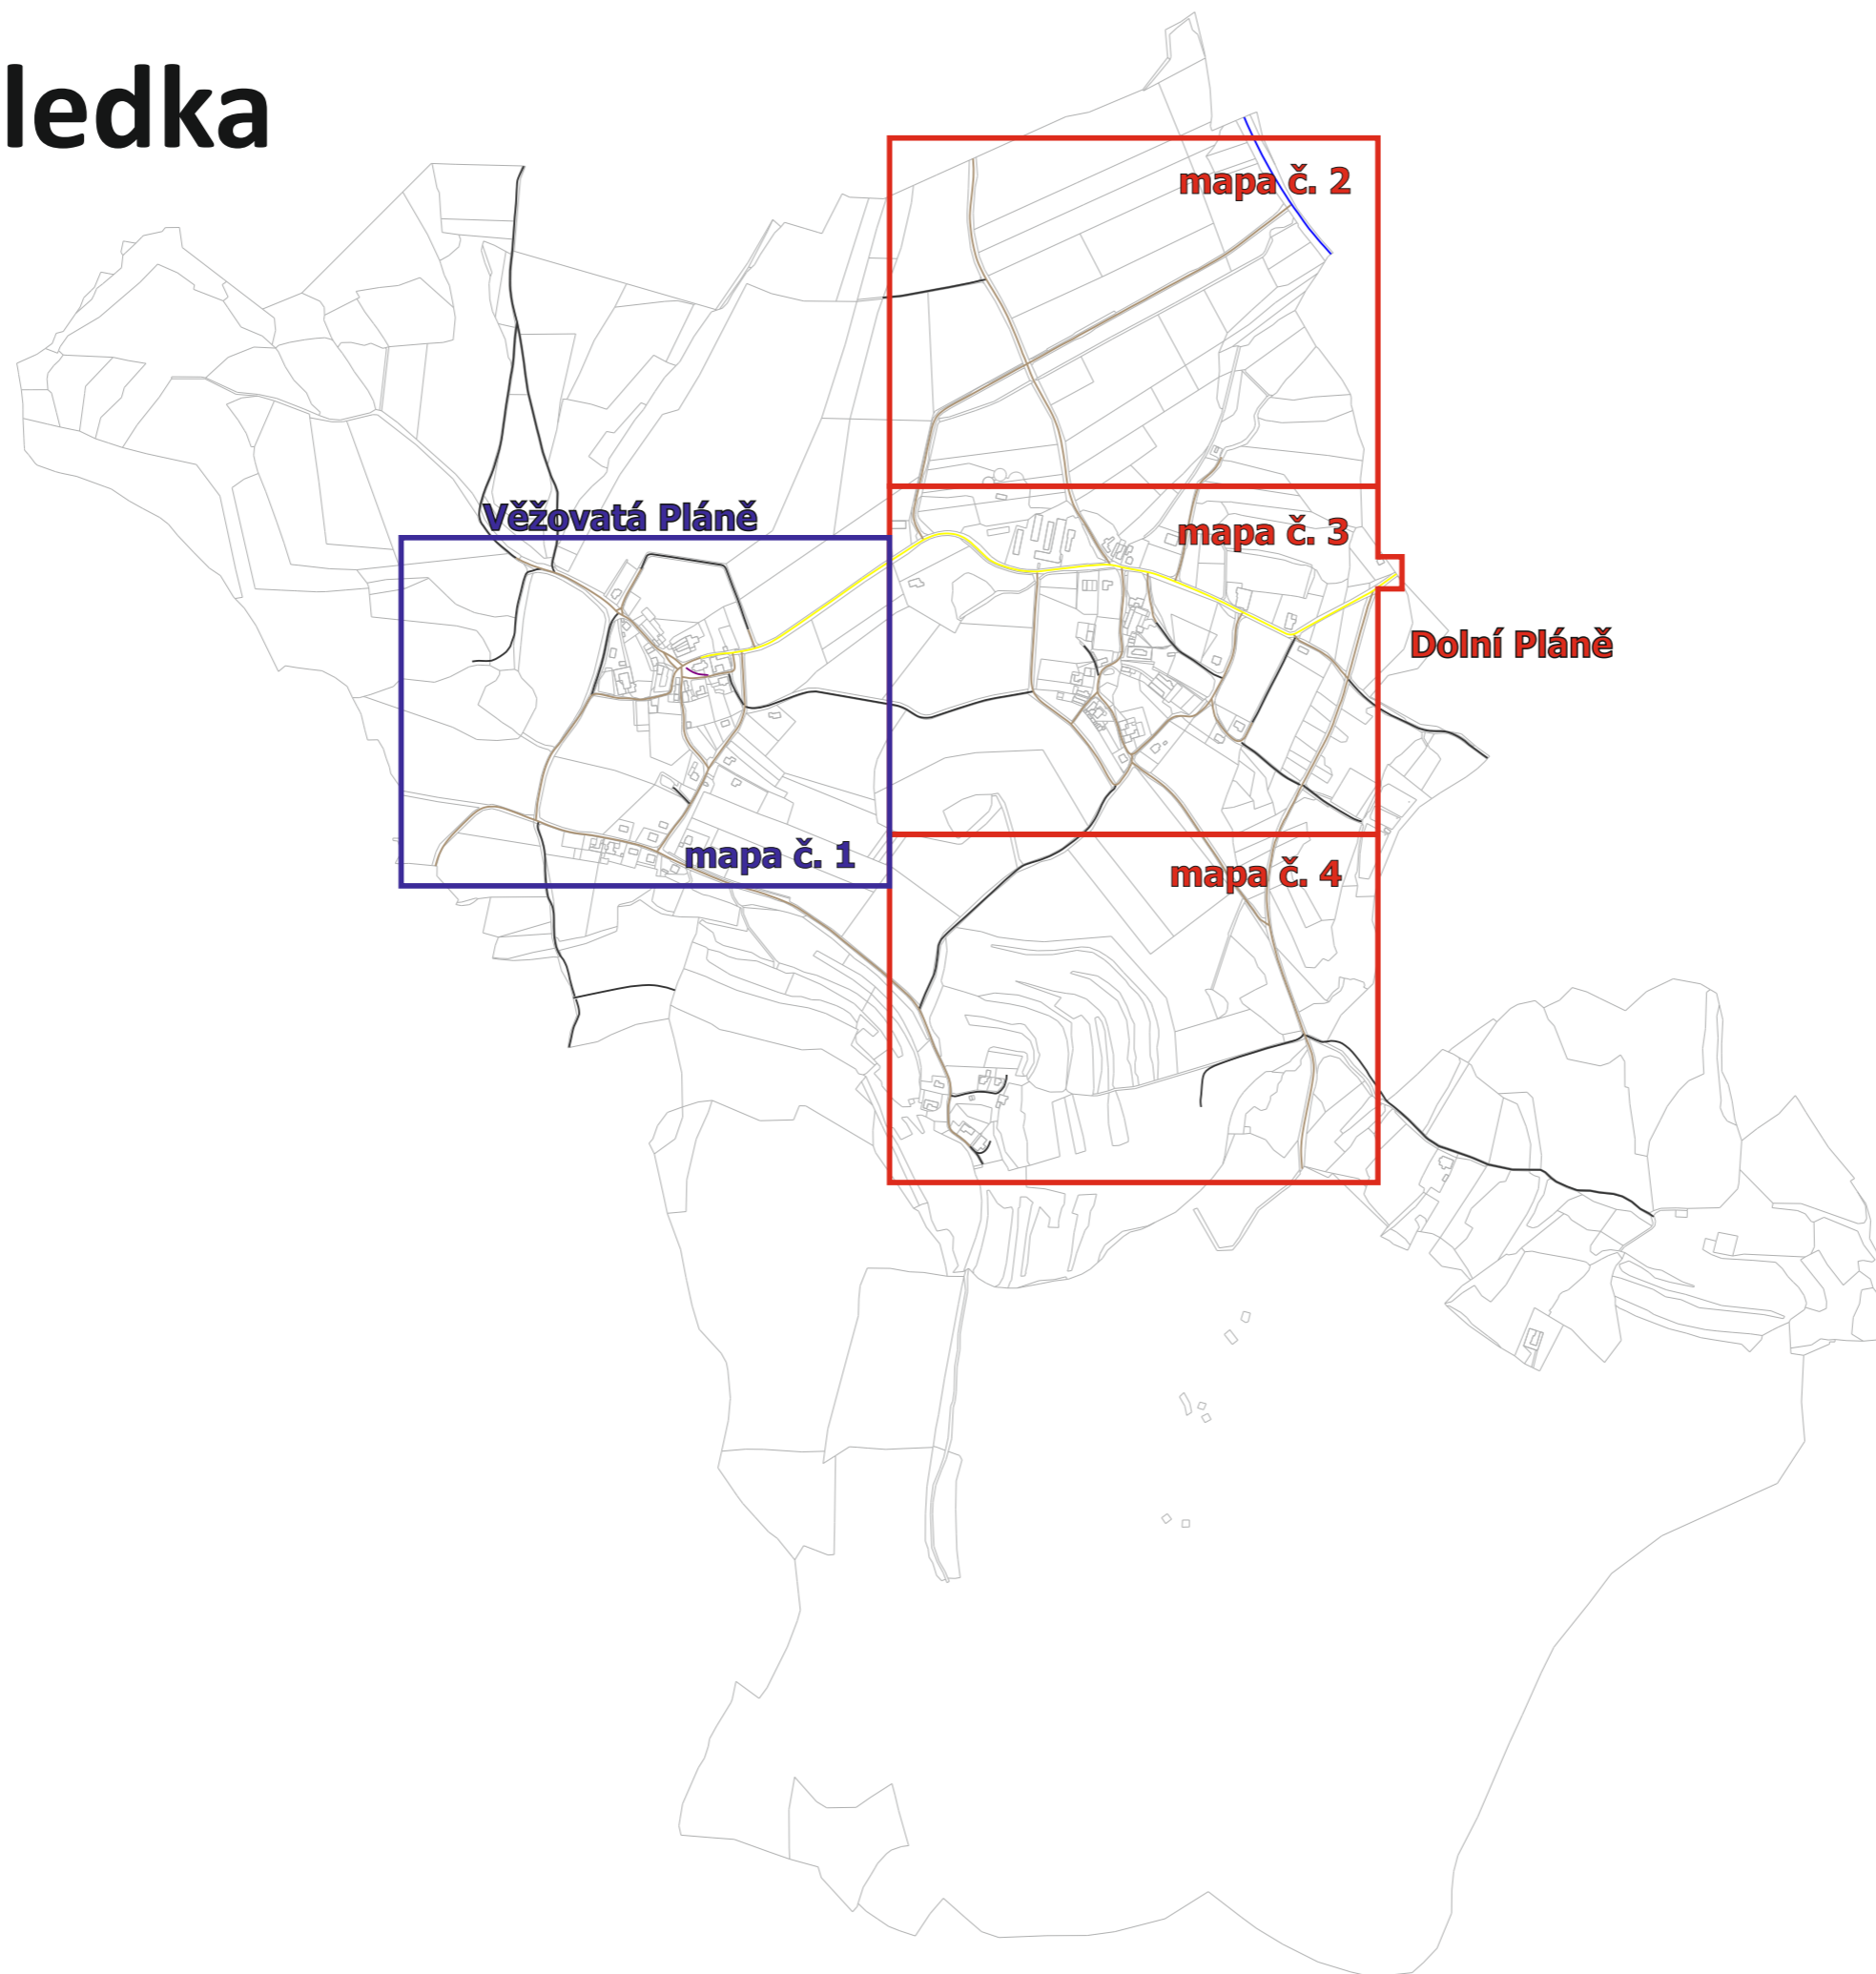 ledka
mapa č. 2
Věžovatá Pláně
mapa č. 3
Dolní Pláně
mapa č. 1
mapa č. 4